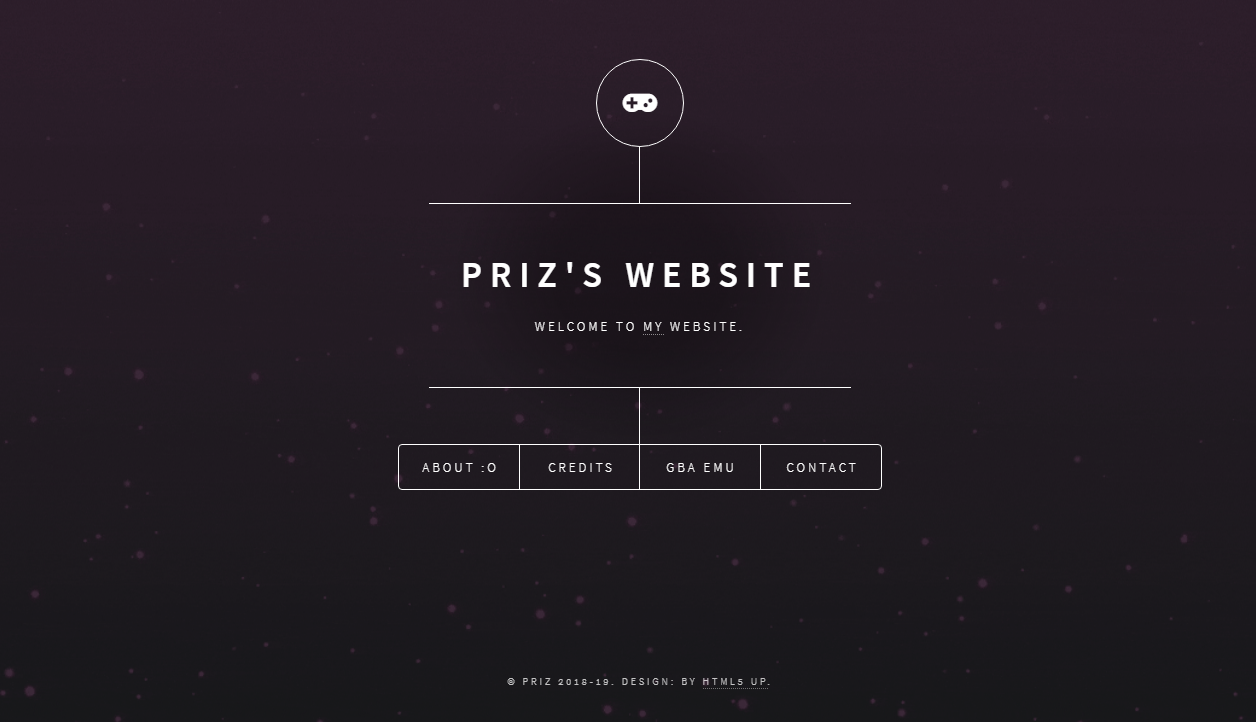 PRIZ'S WEBSITE
WELCOME TO MY WEBSITE.
ABOUT :O CREDITS GBA EMU CONTACT
© PRIZ 2018-19. DESIGN: BY HTML5 UP.